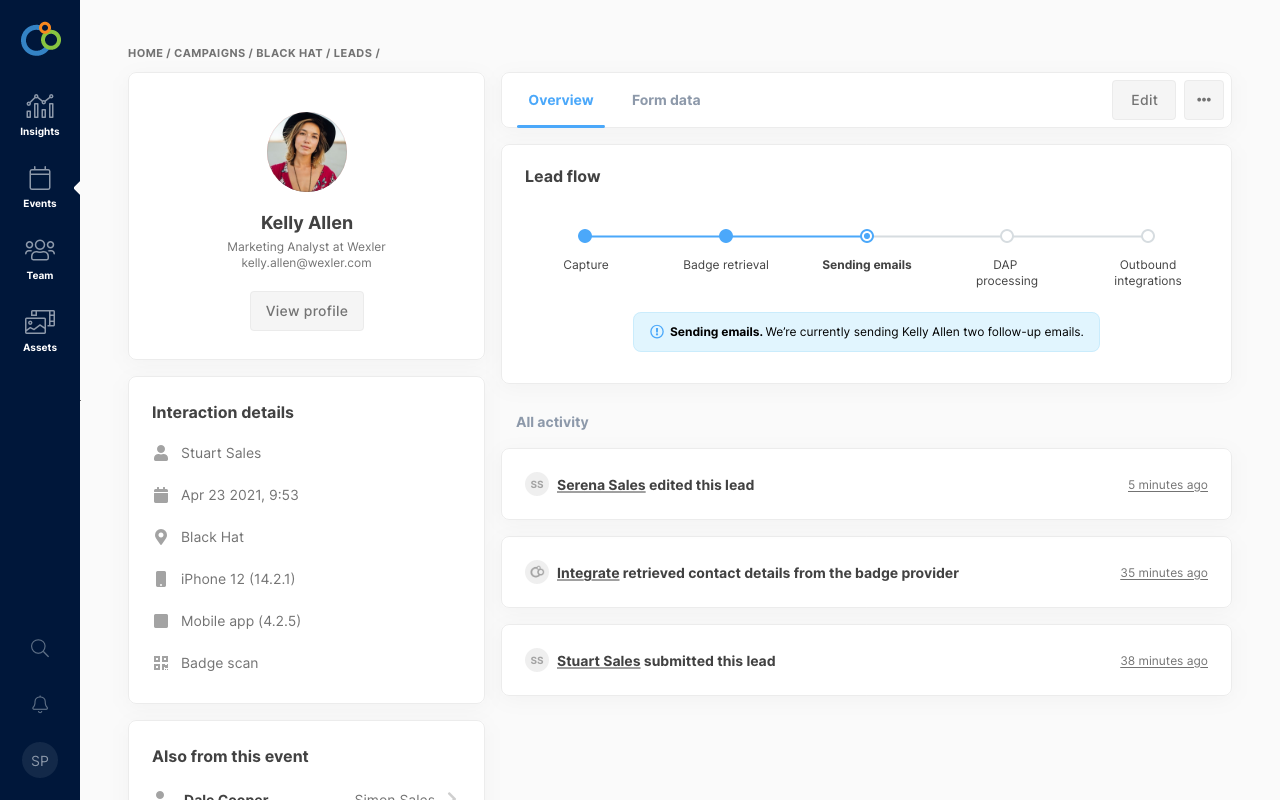 HOME / CAMPAIGNS / BLACK HAT / LEADS /
Insights
Events
Team
Assets
SP
Kelly Allen
Marketing Analyst at Wexler
kelly.allen@wexler.com
View profile
Interaction details
Stuart Sales
Apr 23 2021, 9:53
Black Hat
iPhone 12 (14.2.1)
Mobile app (4.2.5)
Badge scan
Also from this event
Dale Cooper Simon Sales
Overview Form data Edit
Lead flow
Capture
Badge retrieval
Sending emails
DAP
processing
Outbound
integrations
Sending emails. We’re currently sending Kelly Allen two follow-up emails.
All activity
SS Serena Sales edited this lead 5 minutes ago
Integrate retrieved contact details from the badge provider 35 minutes ago
SS Stuart Sales submitted this lead 38 minutes ago